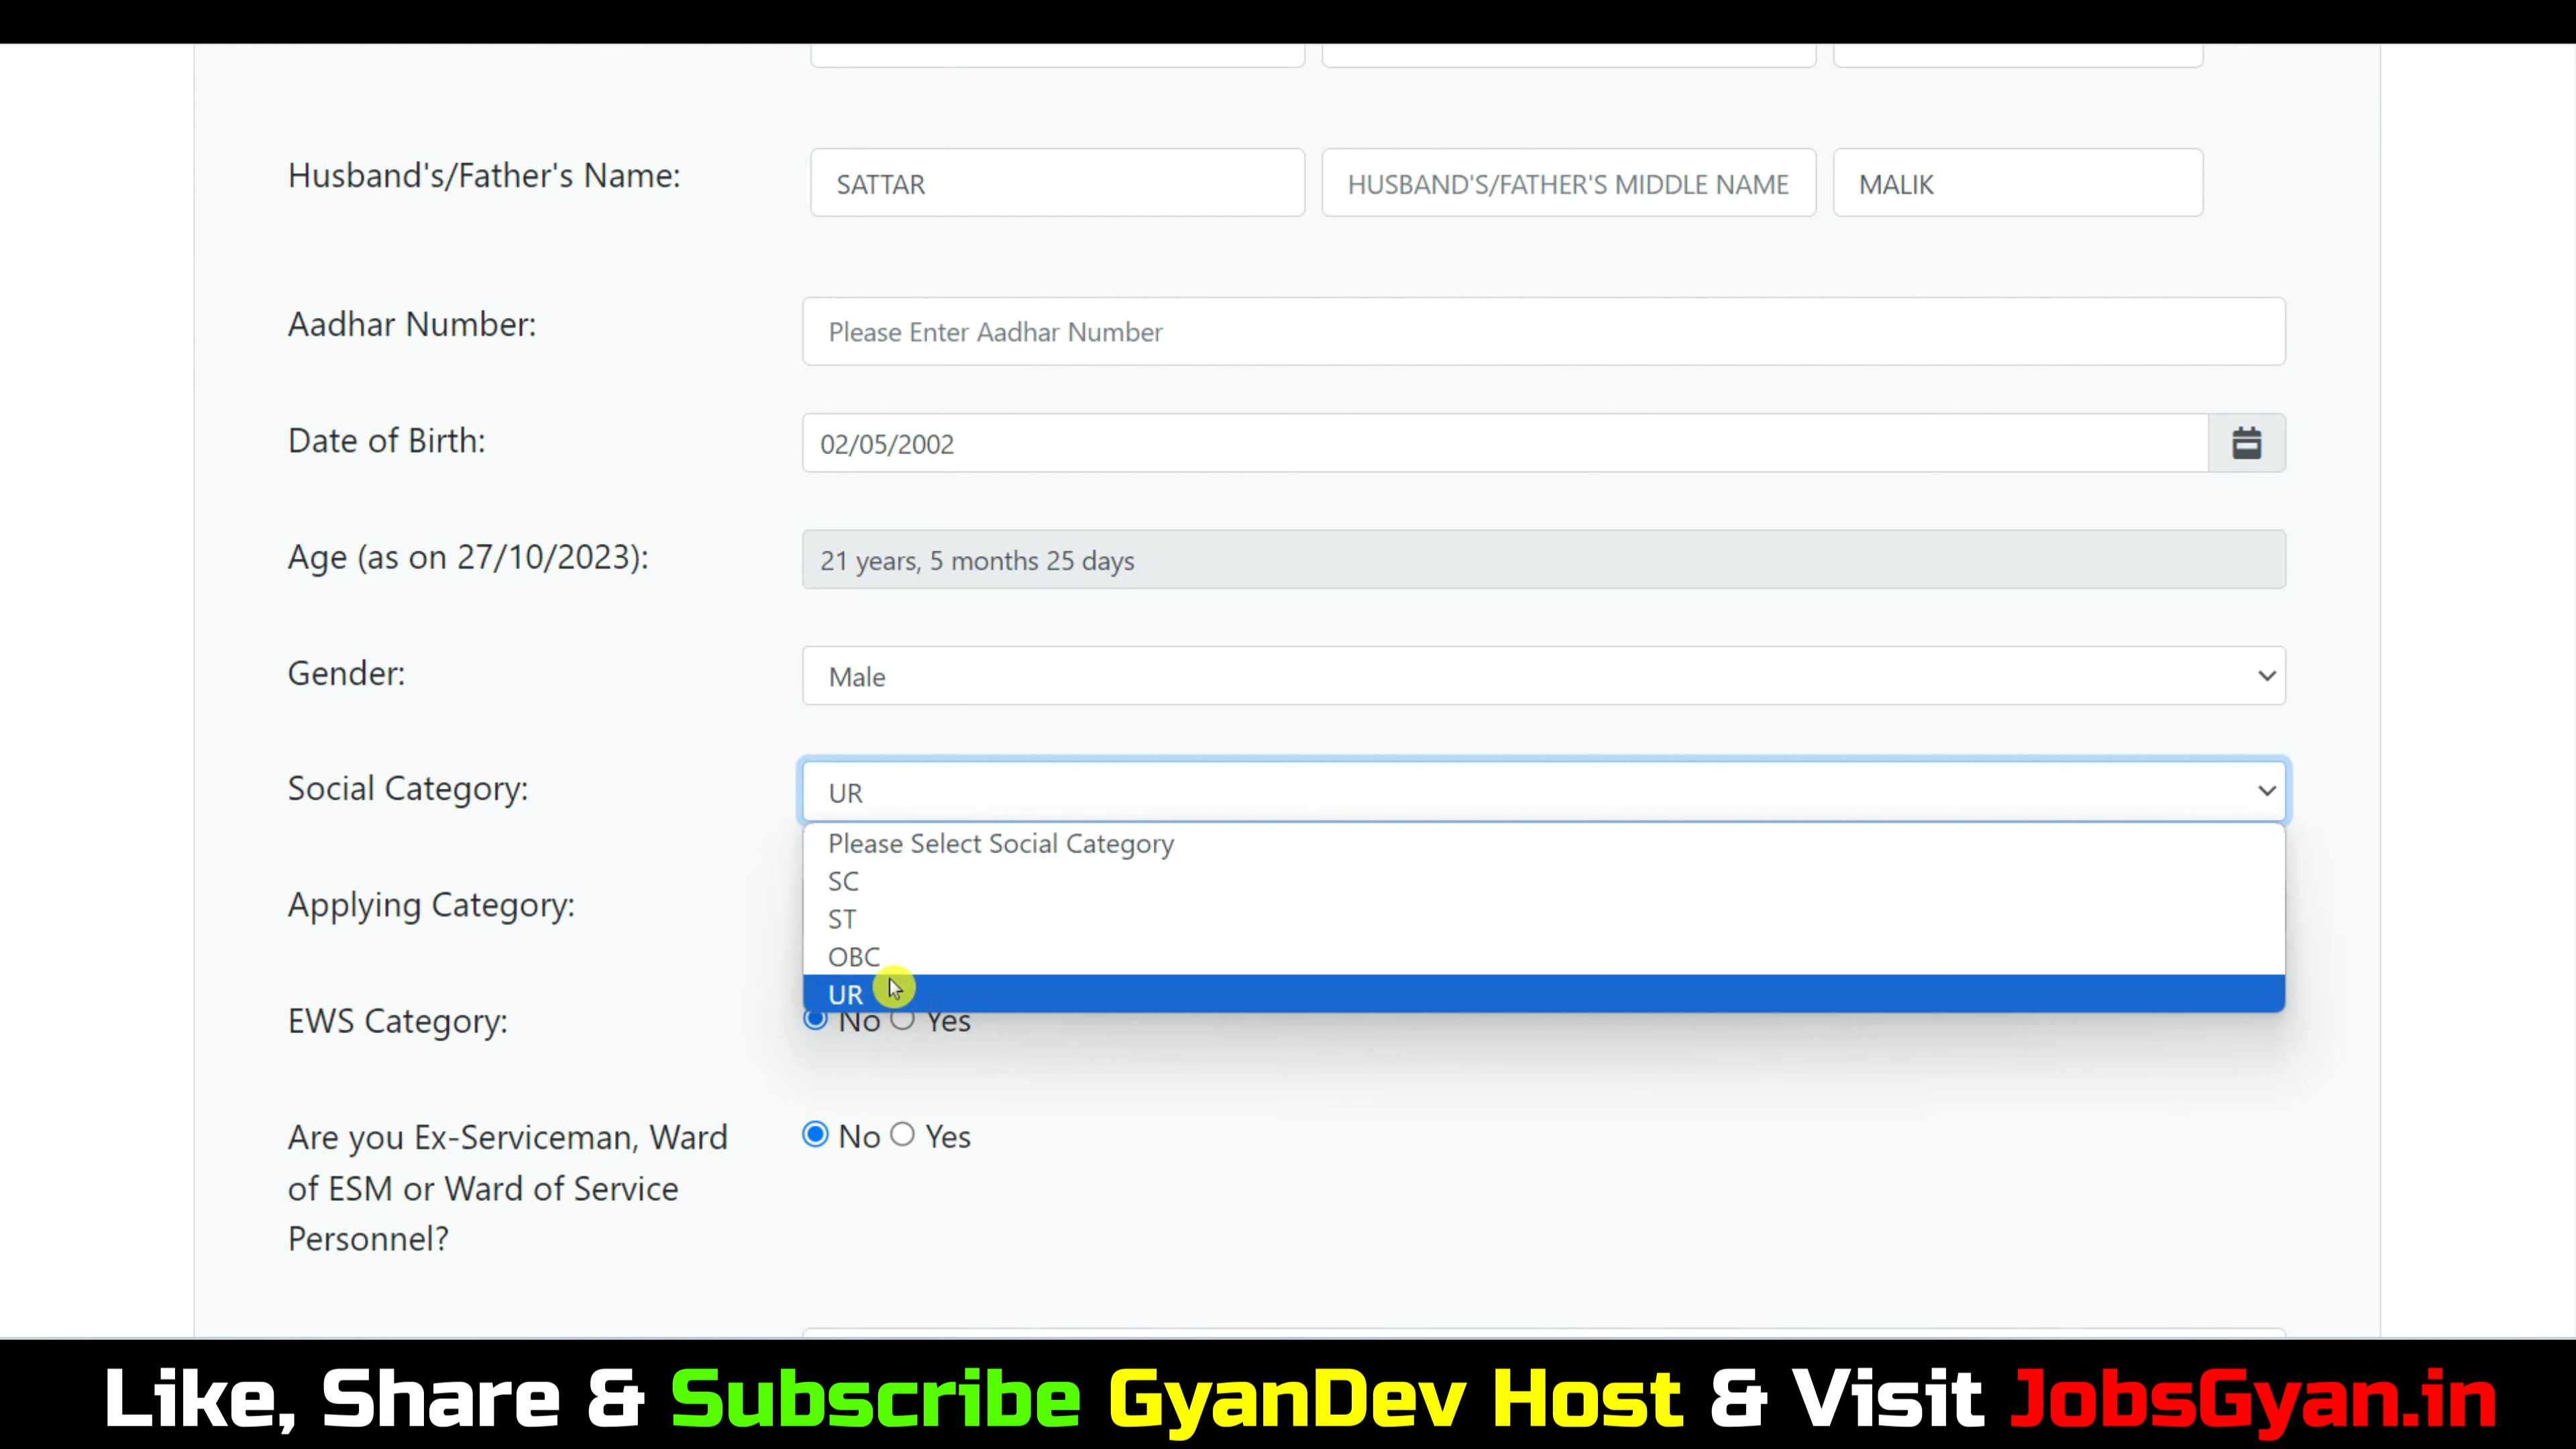 Husband's/Father's Name:
SATTAR
HUSBAND'S/FATHER'S MIDDLE NAME
MALIK
Aadhar Number:
Please Enter Aadhar Number
Date of Birth:
02/05/2002
Age (as on 27/10/2023):
21 years, 5 months 25 days
Gender:
Male
Social Category:
UR
Please Select Social Category
SC
ST
OBC
UR
Applying Category:
EWS Category:
No Yes
Are you Ex-Serviceman, Ward
of ESM or Ward of Service
Personnel?
No Yes
Like, Share & Subscribe GyanDev Host & Visit JobsGyan.in